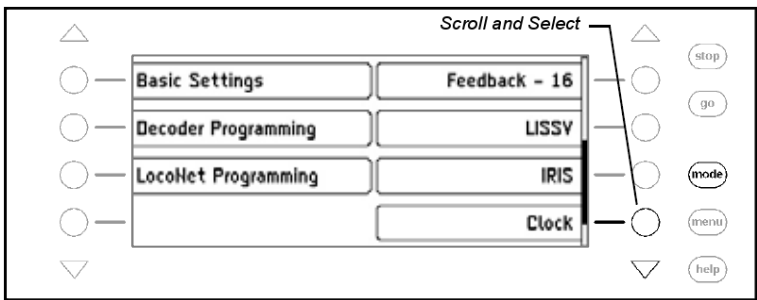 Scroll and Select
Basic Settings
Feedback - 16
stop
go
Decoder Programming
LISSY
LocoNet Programming
IRIS
mode
Clock
menu
help